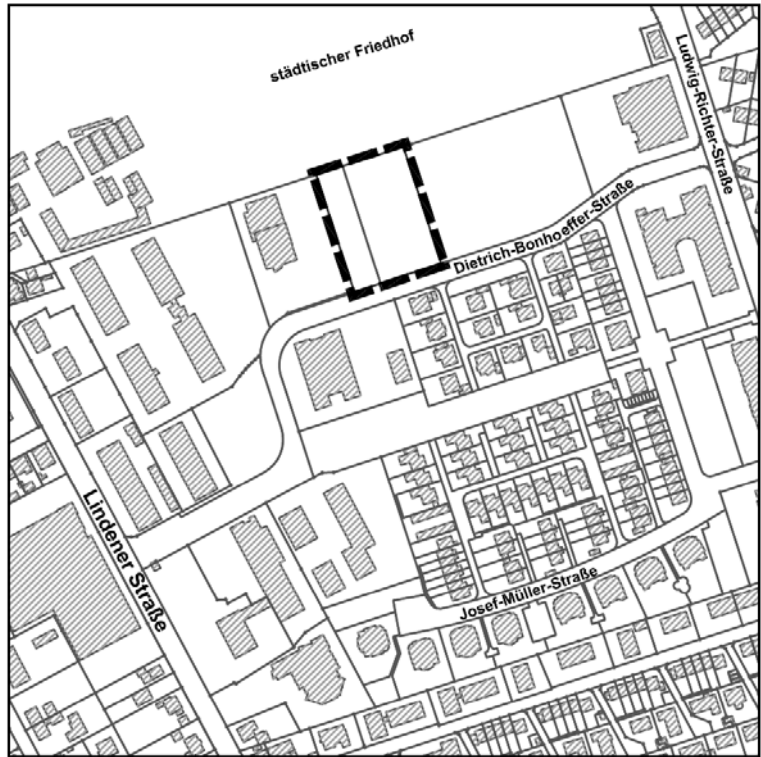 städtischer Friedhof
Ludwig-Richter-Straße
Dietrich-Bonhoeffer-Straße
Lindener Straße
Josef-Müller-Straße